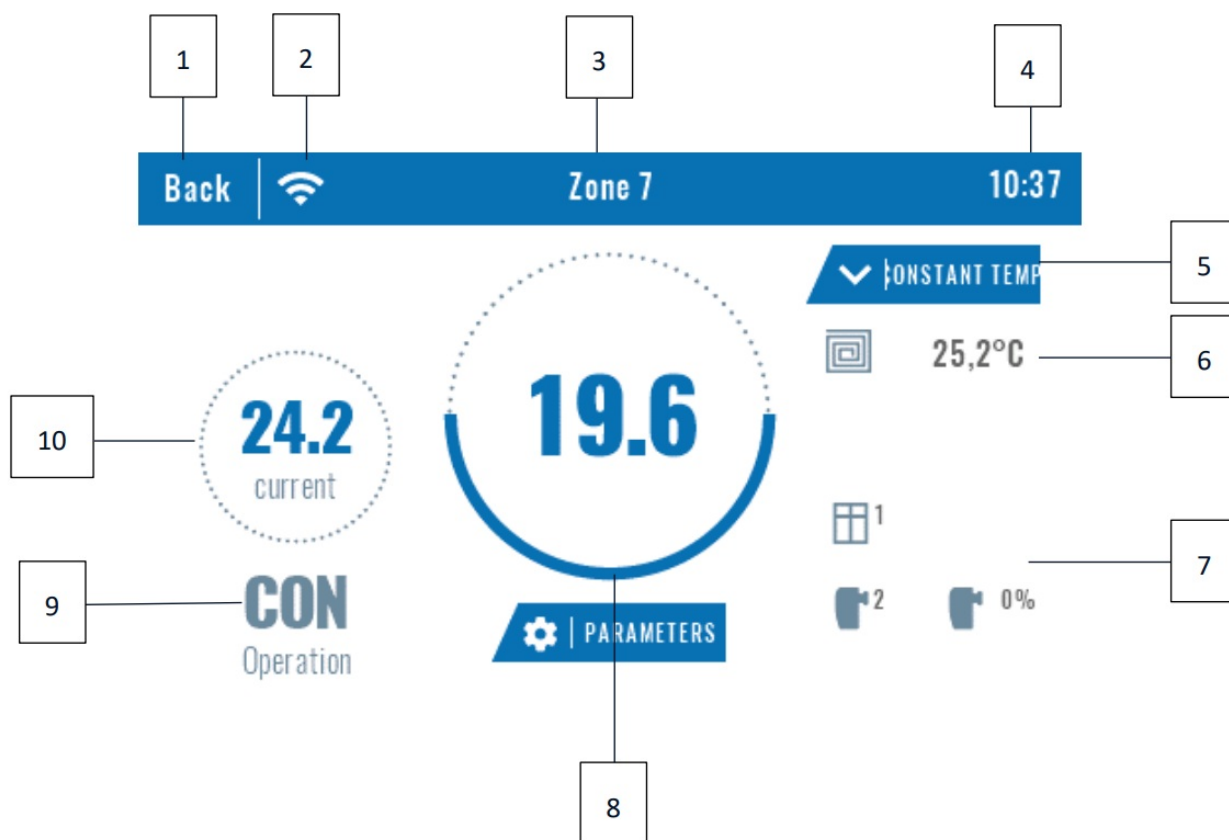 1
2
3
4
Back
Zone 7
10:37
5
CONSTANT TEMP
25,2°C
6
19.6
24.2
current
10
1
7
2
0%
CON
Operation
9
PARAMETERS
8